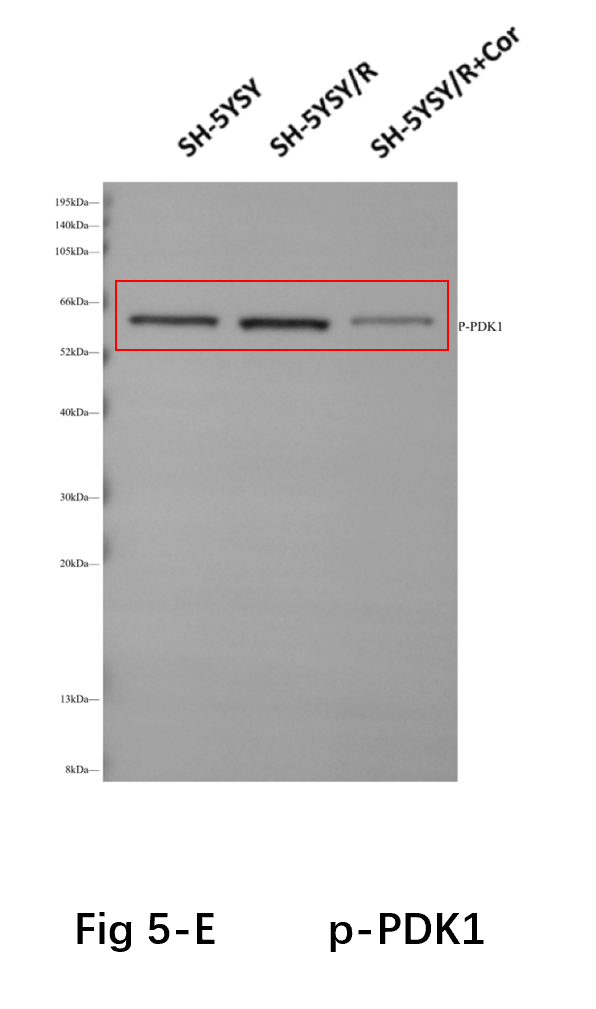 SH-5YSY
SH-5YSY/R
SH-5YSY/R+Cor
195kDa
140kDa
105kDa
66kDa
P-PDK1
52kDa
40kDa
30kDa
20kDa
13kDa
8kDa
Fig 5-E p-PDK1